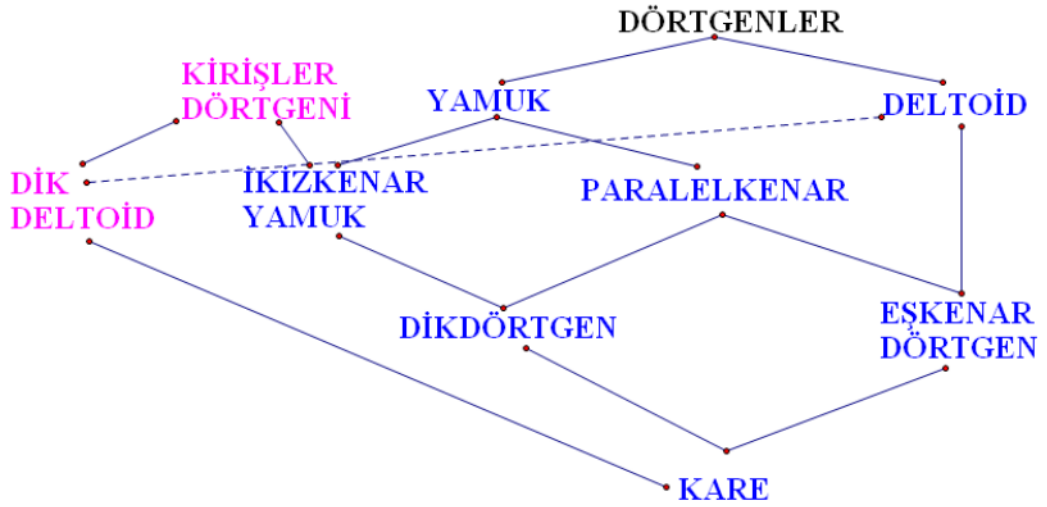 DÖRTGENLER
KİRİŞLER
DÖRTGENİ
YAMUK
DELTOİD
DİK
DELTOİD
İKİZKENAR
YAMUK
PARALELKENAR
DİKDÖRTGEN
EŞKENAR
DÖRTGEN
KARE